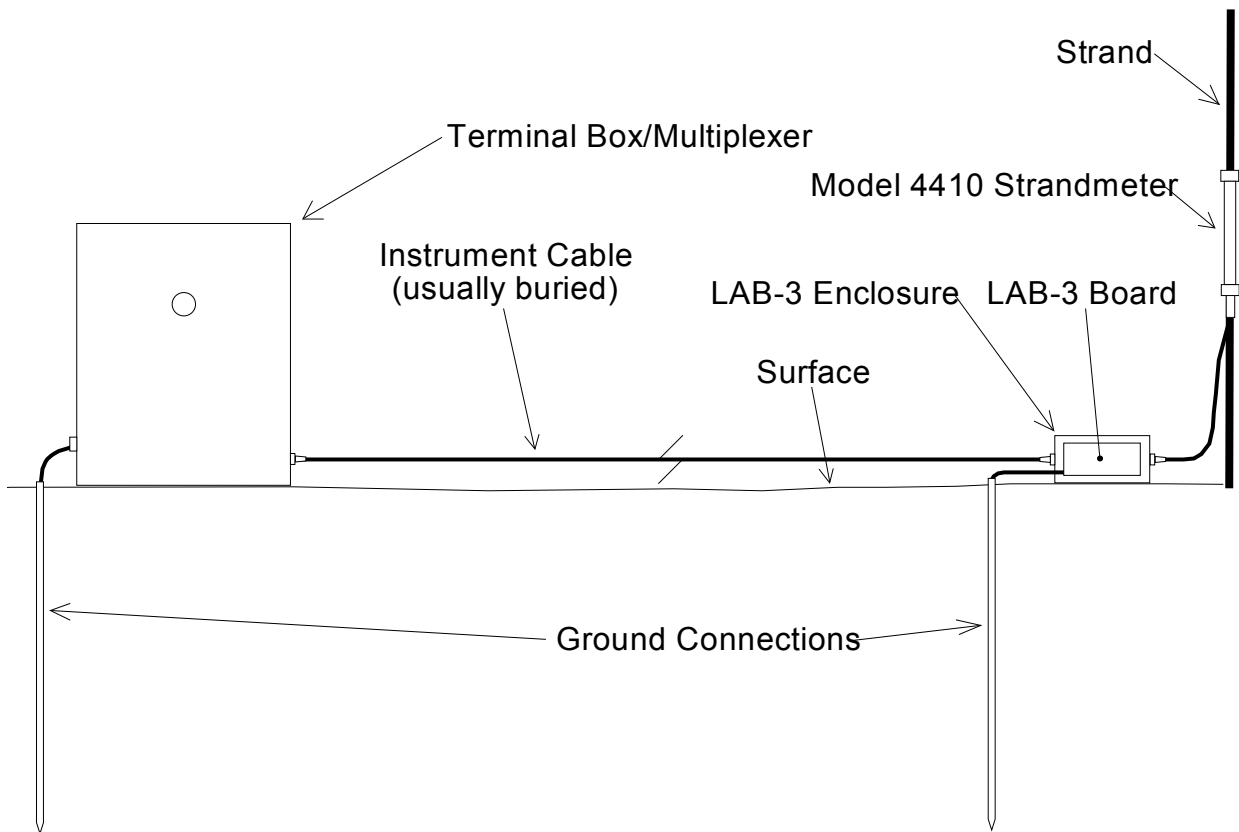 Strand
Terminal Box/Multiplexer
Model 4410 Strandmeter
Instrument Cable
(usually buried)
LAB-3 Enclosure
LAB-3 Board
Surface
Ground Connections